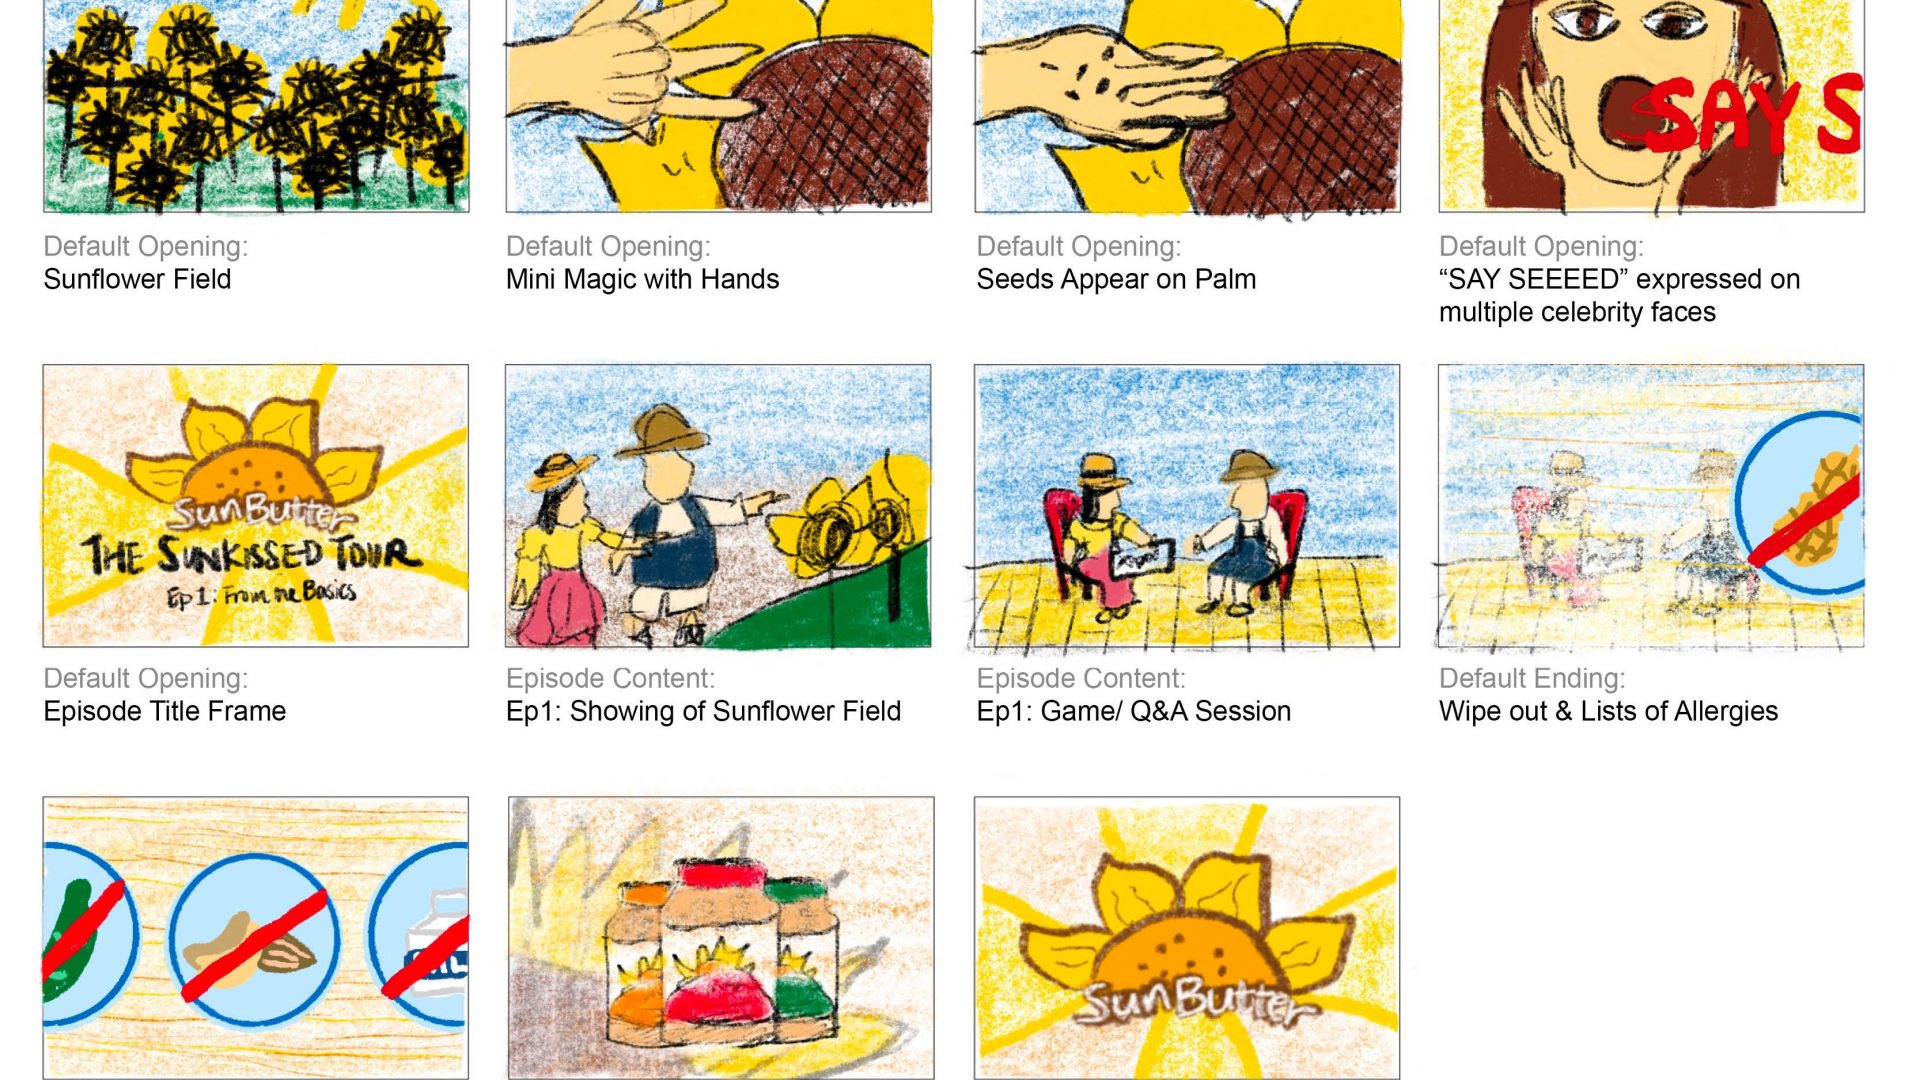 SAY S
Default Opening:
Sunflower Field
Default Opening:
Mini Magic with Hands
Default Opening:
Seeds Appear on Palm
Default Opening:
“SAY SEEEED” expressed on
multiple celebrity faces
SunButter
THE SUNKISSED TOUR
Ep 1: From the Basics
Default Opening:
Episode Title Frame
Episode Content:
Ep1: Showing of Sunflower Field
Episode Content:
Ep1: Game/ Q&A Session
Default Ending:
Wipe out & Lists of Allergies
SunButter